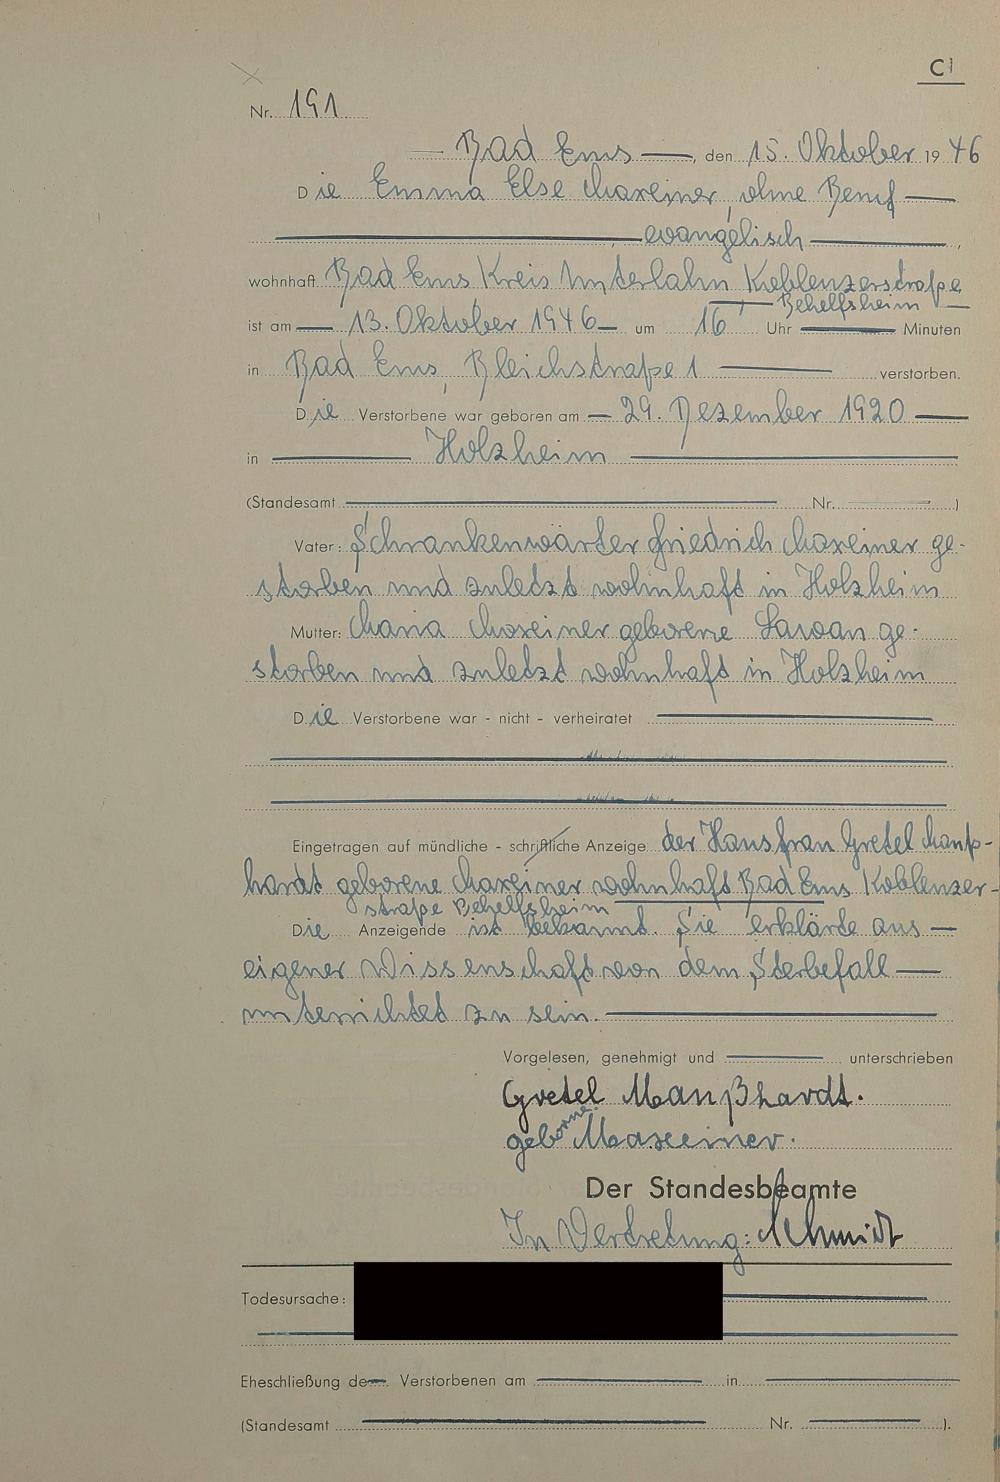 C1
Nr. 191
Bad Ems, den 15. Oktober 1946
Die Emma Else Maxeiner, ohne Beruf
evangelisch,
wohnhaft Bad Ems Kreis Unterlahn Koblenzerstraße
Behelfsheim
ist am 13. Oktober 1946 um 16 Uhr Minuten
in Bad Ems, Bleichstraße 1 verstorben.
Die Verstorbene war geboren am 29. Dezember 1920
in Holzheim
(Standesamt Nr. )
Vater: Schrankenwärter Friedrich Maxeiner ge-
storben und zuletzt wohnhaft in Holzheim
Mutter: Maria Maxeiner geborene ge-
storben und zuletzt wohnhaft in Holzheim
Die Verstorbene war - nicht - verheiratet
Eingetragen auf mündliche - schriftliche Anzeige der Hausfrau Gretel Manß-
hardt geborene Maxeiner wohnhaft Bad Ems Koblenzer-
straße Behelfsheim
Die Anzeigende ist bekannt. Sie erklärte aus
eigener Wissenschaft von dem Sterbefall
unterrichtet zu sein.
Vorgelesen, genehmigt und unterschrieben
Gretel Manßhardt.
geborne Maxeiner.
Der Standesbeamte
In Vertretung: Schmidt
Todesursache:
Eheschließung de Verstorbenen am in
(Standesamt Nr. ).